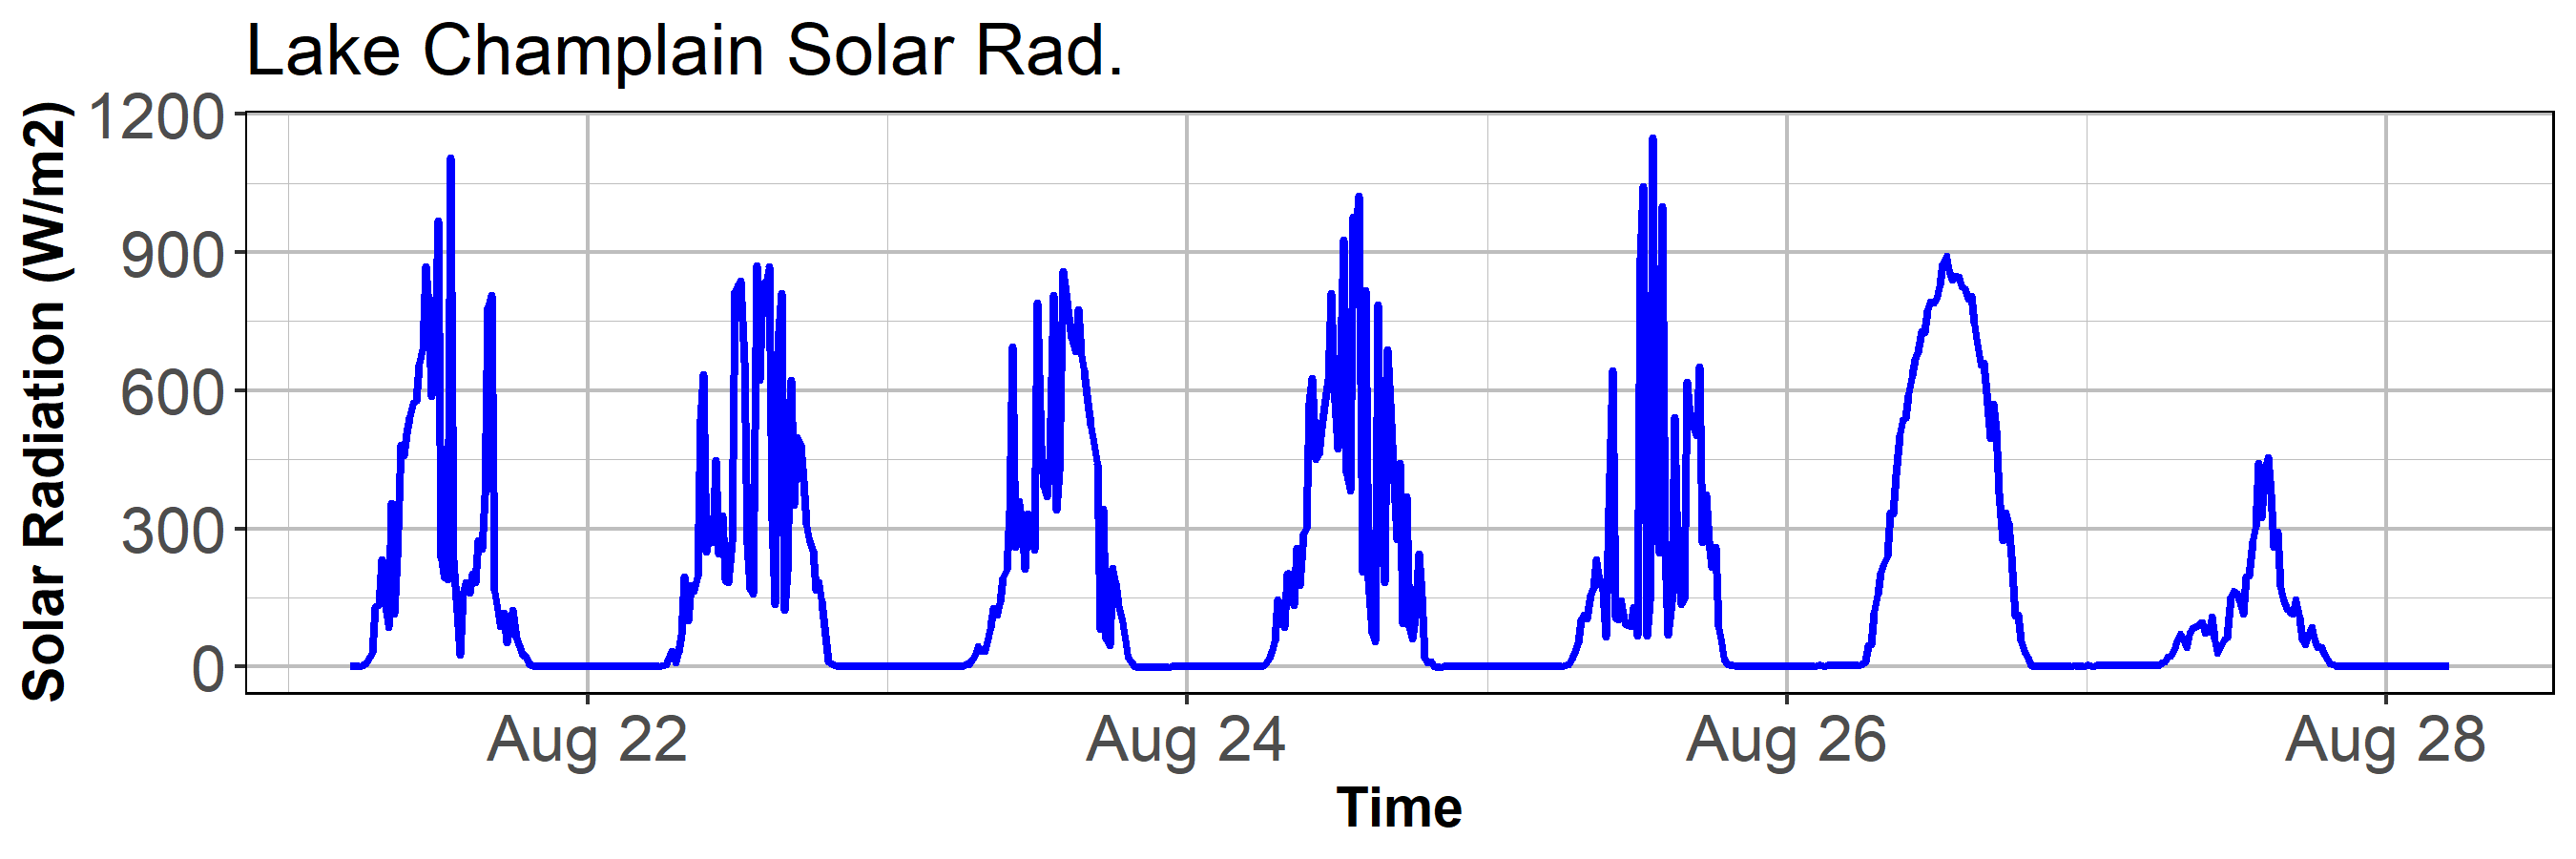 Lake Champlain Solar Rad.
Solar Radiation (W/m2)
1200
900
600
300
0
Aug 22
Aug 24
Aug 26
Aug 28
Time